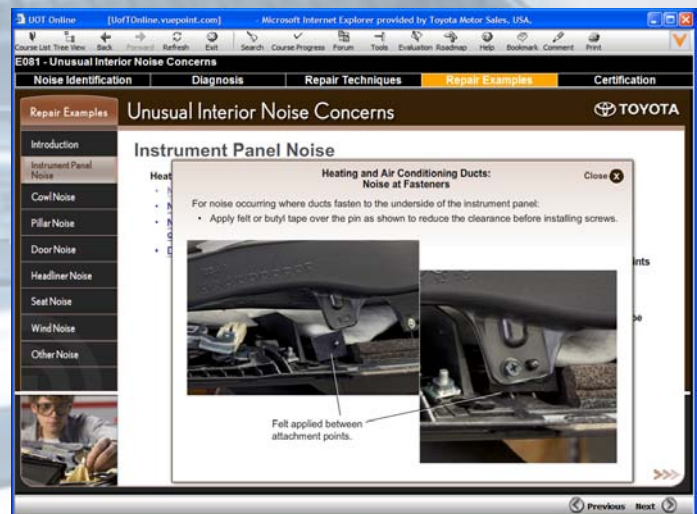 UOT Online [UofTOnline.vuepoint.com] - Microsoft Internet Explorer provided by Toyota Motor Sales, USA,
Course List Tree View Back Forward Refresh Exit Search Course Progress Forum Tools Evaluation Roadmap Help Bookmark Comment Print
E081 - Unusual Interior Noise Concerns
Noise Identification Diagnosis Repair Techniques Repair Examples Certification
Repair Examples Unusual Interior Noise Concerns TOYOTA
Introduction
Instrument Panel Noise
Cowl Noise
Pillar Noise
Door Noise
Headliner Noise
Seat Noise
Wind Noise
Other Noise
Instrument Panel Noise
Heat
Heating and Air Conditioning Ducts:
Noise at Fasteners
Close X
For noise occurring where ducts fasten to the underside of the instrument panel:
• Apply felt or butyl tape over the pin as shown to reduce the clearance before installing screws.
Felt applied between
attachment points.
Previous Next